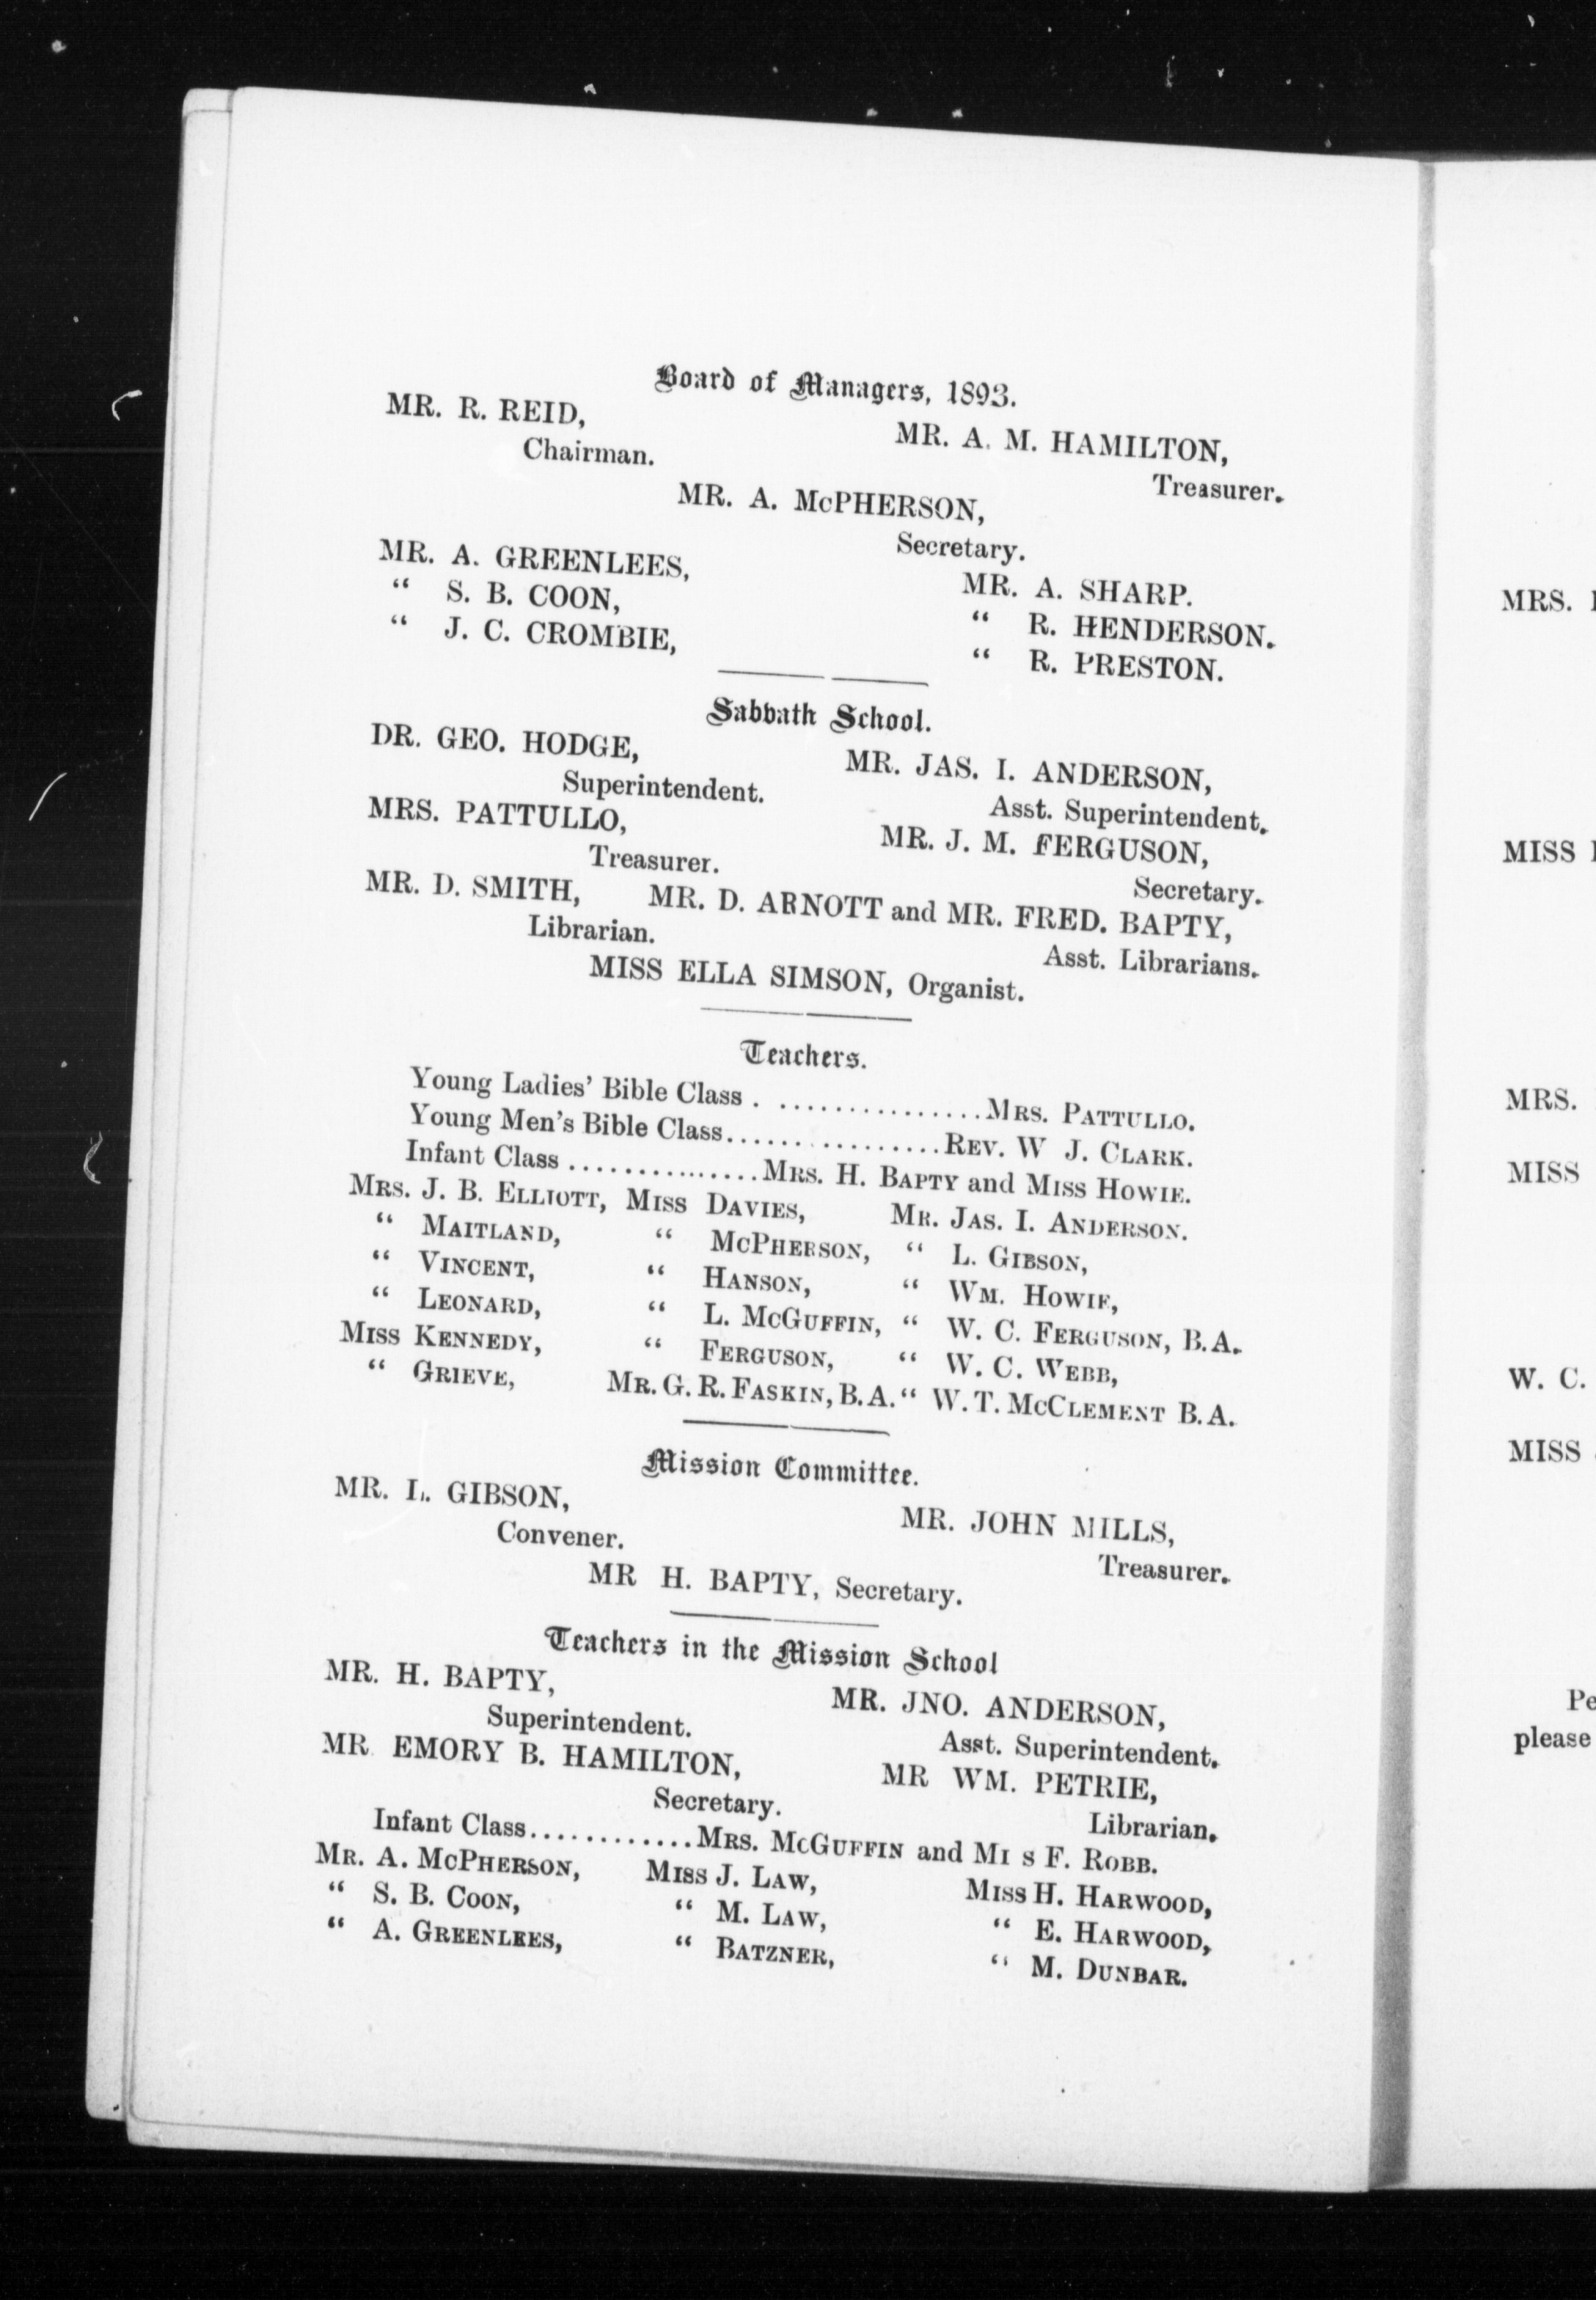 Board of Managers, 1893.
MR. R. REID, MR. A. M. HAMILTON,
Chairman. Treasurer.
MR. A. McPHERSON,
Secretary.
MR. A. GREENLEES, MR. A. SHARP.
“ S. B. COON, “ R. HENDERSON.
“ J. C. CROMBIE, “ R. PRESTON.
Sabbath School.
DR. GEO. HODGE, MR. JAS. I. ANDERSON,
Superintendent. Asst. Superintendent.
MRS. PATTULLO, MR. J. M. FERGUSON,
Treasurer. Secretary.
MR. D. SMITH, MR. D. ARNOTT and MR. FRED. BAPTY,
Librarian. Asst. Librarians.
MISS ELLA SIMSON, Organist.
Teachers.
Young Ladies’ Bible Class . ...............MRS. PATTULLO.
Young Men’s Bible Class................REV. W J. CLARK.
Infant Class ..............MRS. H. BAPTY and MISS HOWIE.
MRS. J. B. ELLIOTT, MISS DAVIES, MR. JAS. I. ANDERSON.
“ MAITLAND, “ MCPHERSON, “ L. GIBSON,
“ VINCENT, “ HANSON, “ WM. HOWIE,
“ LEONARD, “ L. MCGUFFIN, “ W. C. FERGUSON, B.A.
MISS KENNEDY, “ FERGUSON, “ W. C. WEBB,
“ GRIEVE, MR. G. R. FASKIN, B.A. “ W. T. MCCLEMENT B.A.
Mission Committee.
MR. L. GIBSON, MR. JOHN MILLS,
Convener. Treasurer.
MR H. BAPTY, Secretary.
Teachers in the Mission School
MR. H. BAPTY, MR. JNO. ANDERSON,
Superintendent. Asst. Superintendent.
MR EMORY B. HAMILTON, MR WM. PETRIE,
Secretary. Librarian.
Infant Class............MRS. MCGUFFIN and MI S F. ROBB.
MR. A. MCPHERSON, MISS J. LAW, MISS H. HARWOOD,
“ S. B. COON, “ M. LAW, “ E. HARWOOD,
“ A. GREENLEES, “ BATZNER, “ M. DUNBAR.
MRS.
MISS
MRS.
MISS
W. C.
MISS
please